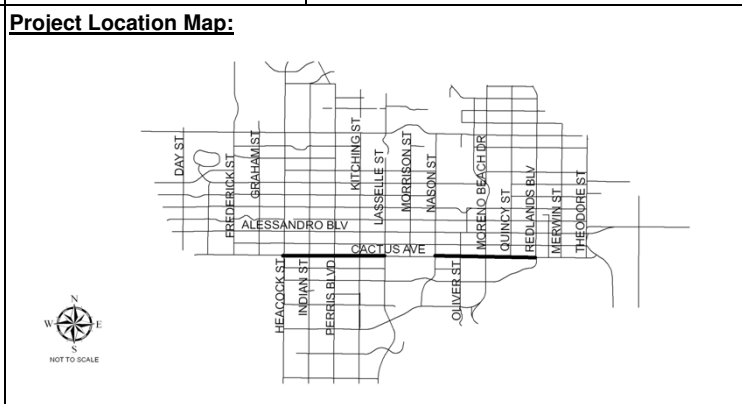 Project Location Map:
DAY ST
FREDERICK ST
GRAHAM ST
KITCHING ST
LASSELLE ST
MORRISON ST
NASON ST
MORENO BEACH DR
QUINCY ST
REDLANDS BLV
MERWIN ST
THEODORE ST
ALESSANDRO BLV
CACTUS AVE
HEACOCK ST
INDIAN ST
PERRIS BLVD
OLIVER ST
N
W
E
S
NOT TO SCALE